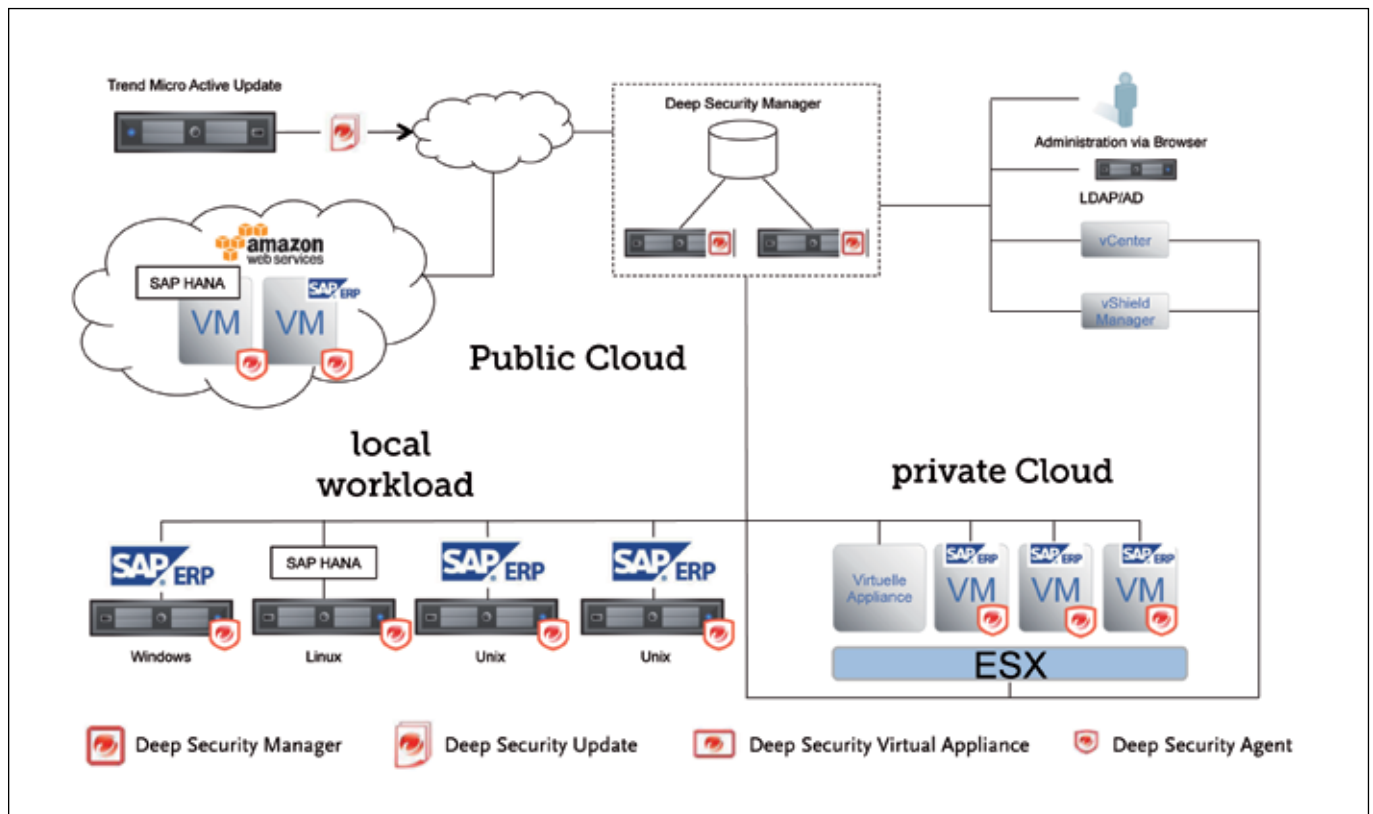 Trend Micro Active Update
Deep Security Manager
Administration via Browser
LDAP/AD
vCenter
vShield
Manager
amazon
web services
SAP HANA
SAP ERP
VM
VM
Public Cloud
local
workload
private Cloud
SAP® ERP
SAP HANA
SAP® ERP
SAP® ERP
Windows
Linux
Unix
Unix
Virtuelle
Appliance
SAP ERP
VM
SAP ERP
VM
SAP ERP
VM
ESX
Deep Security Manager
Deep Security Update
Deep Security Virtual Appliance
Deep Security Agent